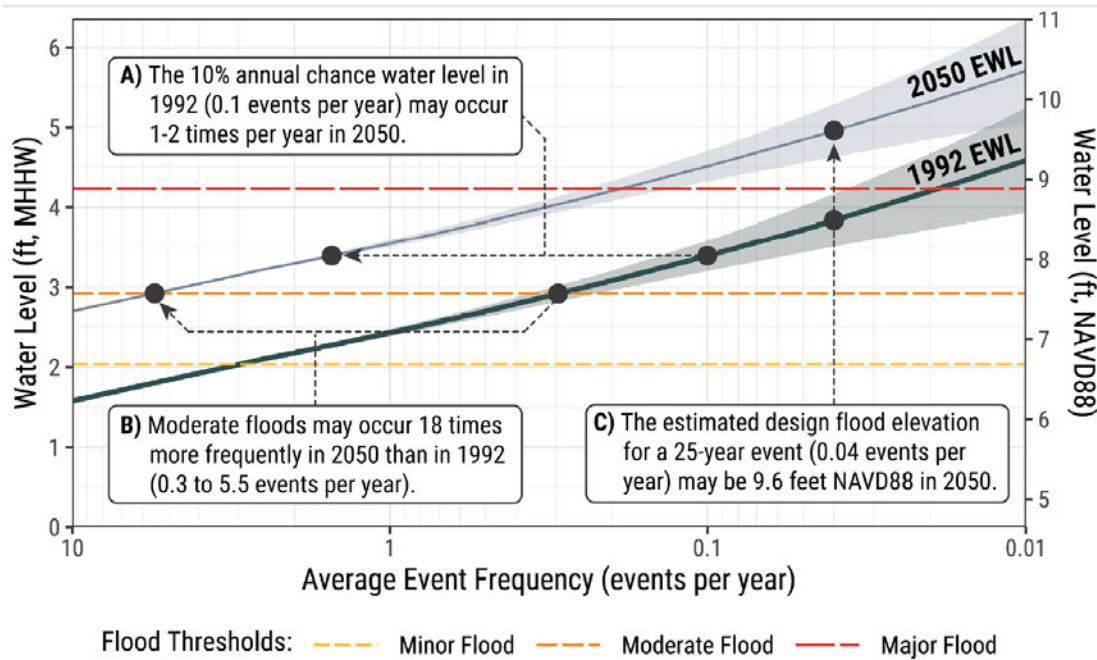 Water Level (ft, MHHW)
6
5
4
3
2
1
0
A) The 10% annual chance water level in
1992 (0.1 events per year) may occur
1-2 times per year in 2050.
2050 EWL
1992 EWL
B) Moderate floods may occur 18 times
more frequently in 2050 than in 1992
(0.3 to 5.5 events per year).
C) The estimated design flood elevation
for a 25-year event (0.04 events per
year) may be 9.6 feet NAVD88 in 2050.
11
10
9
8
7
6
5
Water Level (ft, NAVD88)
10 1 0.1 0.01
Average Event Frequency (events per year)
Flood Thresholds: Minor Flood Moderate Flood Major Flood